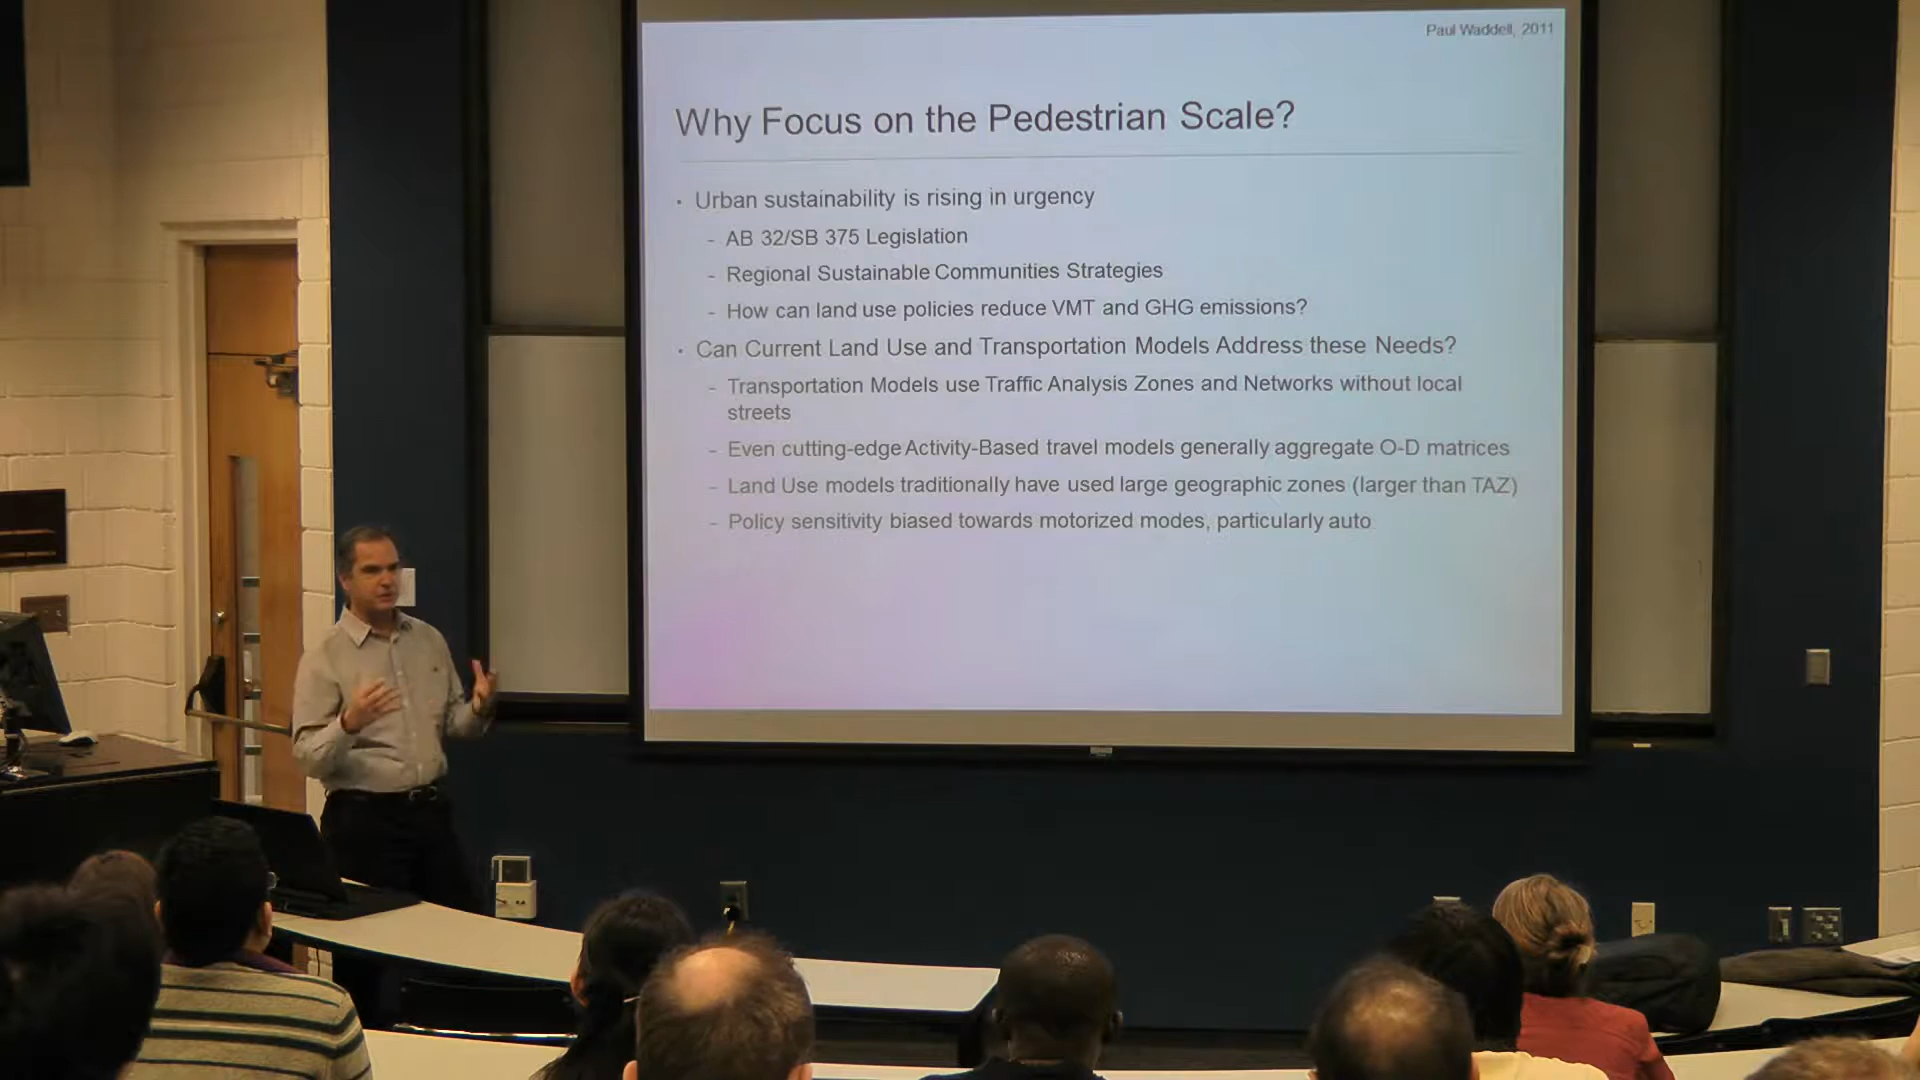 Paul Waddell, 2011
Why Focus on the Pedestrian Scale?
· Urban sustainability is rising in urgency
- AB 32/SB 375 Legislation
- Regional Sustainable Communities Strategies
- How can land use policies reduce VMT and GHG emissions?
· Can Current Land Use and Transportation Models Address these Needs?
- Transportation Models use Traffic Analysis Zones and Networks without local
streets
- Even cutting-edge Activity-Based travel models generally aggregate O-D matrices
- Land Use models traditionally have used large geographic zones (larger than TAZ)
- Policy sensitivity biased towards motorized modes, particularly auto